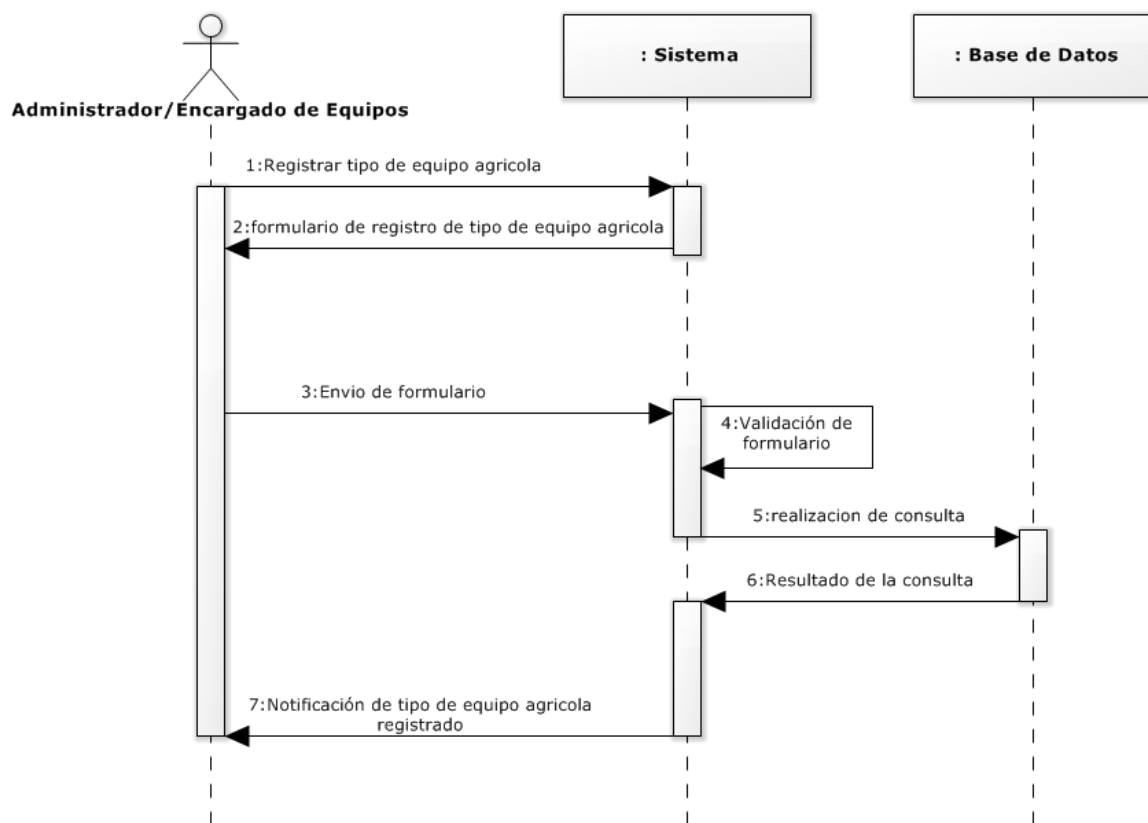 : Sistema
: Base de Datos
Administrador/Encargado de Equipos
1:Registrar tipo de equipo agricola
2:formulario de registro de tipo de equipo agricola
3:Envio de formulario
4:Validación de
formulario
5:realizacion de consulta
6:Resultado de la consulta
7:Notificación de tipo de equipo agricola
registrado